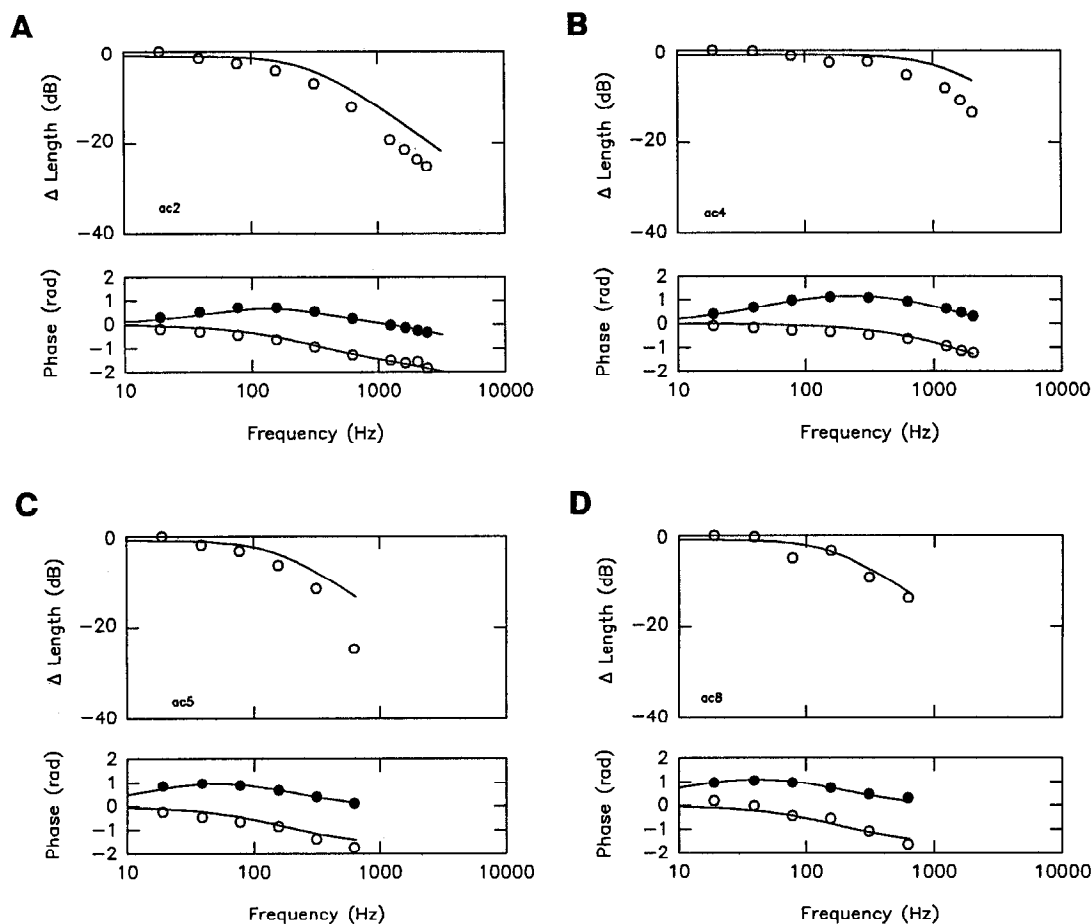 A
Δ Length (dB)
0
−20
−40
ac2
Phase (rad)
2
1
0
−1
−2
10 100 1000 10000
Frequency (Hz)
B
Δ Length (dB)
0
−20
−40
ac4
Phase (rad)
2
1
0
−1
−2
10 100 1000 10000
Frequency (Hz)
C
Δ Length (dB)
0
−20
−40
ac5
Phase (rad)
2
1
0
−1
−2
10 100 1000 10000
Frequency (Hz)
D
Δ Length (dB)
0
−20
−40
ac8
Phase (rad)
2
1
0
−1
−2
10 100 1000 10000
Frequency (Hz)